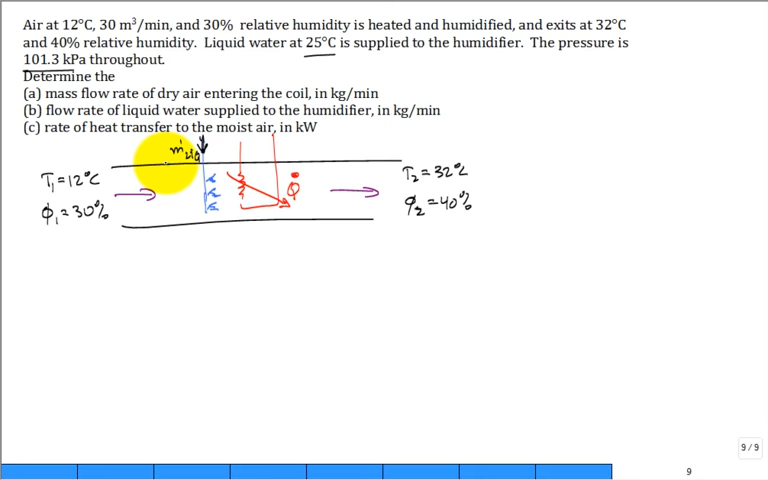 Air at 12°C, 30 m³/min, and 30% relative humidity is heated and humidified, and exits at 32°C
and 40% relative humidity. Liquid water at 25°C is supplied to the humidifier. The pressure is
101.3 kPa throughout.
Determine the
(a) mass flow rate of dry air entering the coil, in kg/min
(b) flow rate of liquid water supplied to the humidifier, in kg/min
(c) rate of heat transfer to the moist air, in kW
ṁ liq
T₁=12°C
ϕ₁=30%
Q̇
T₂=32°C
ϕ₂=40%
9/9
9